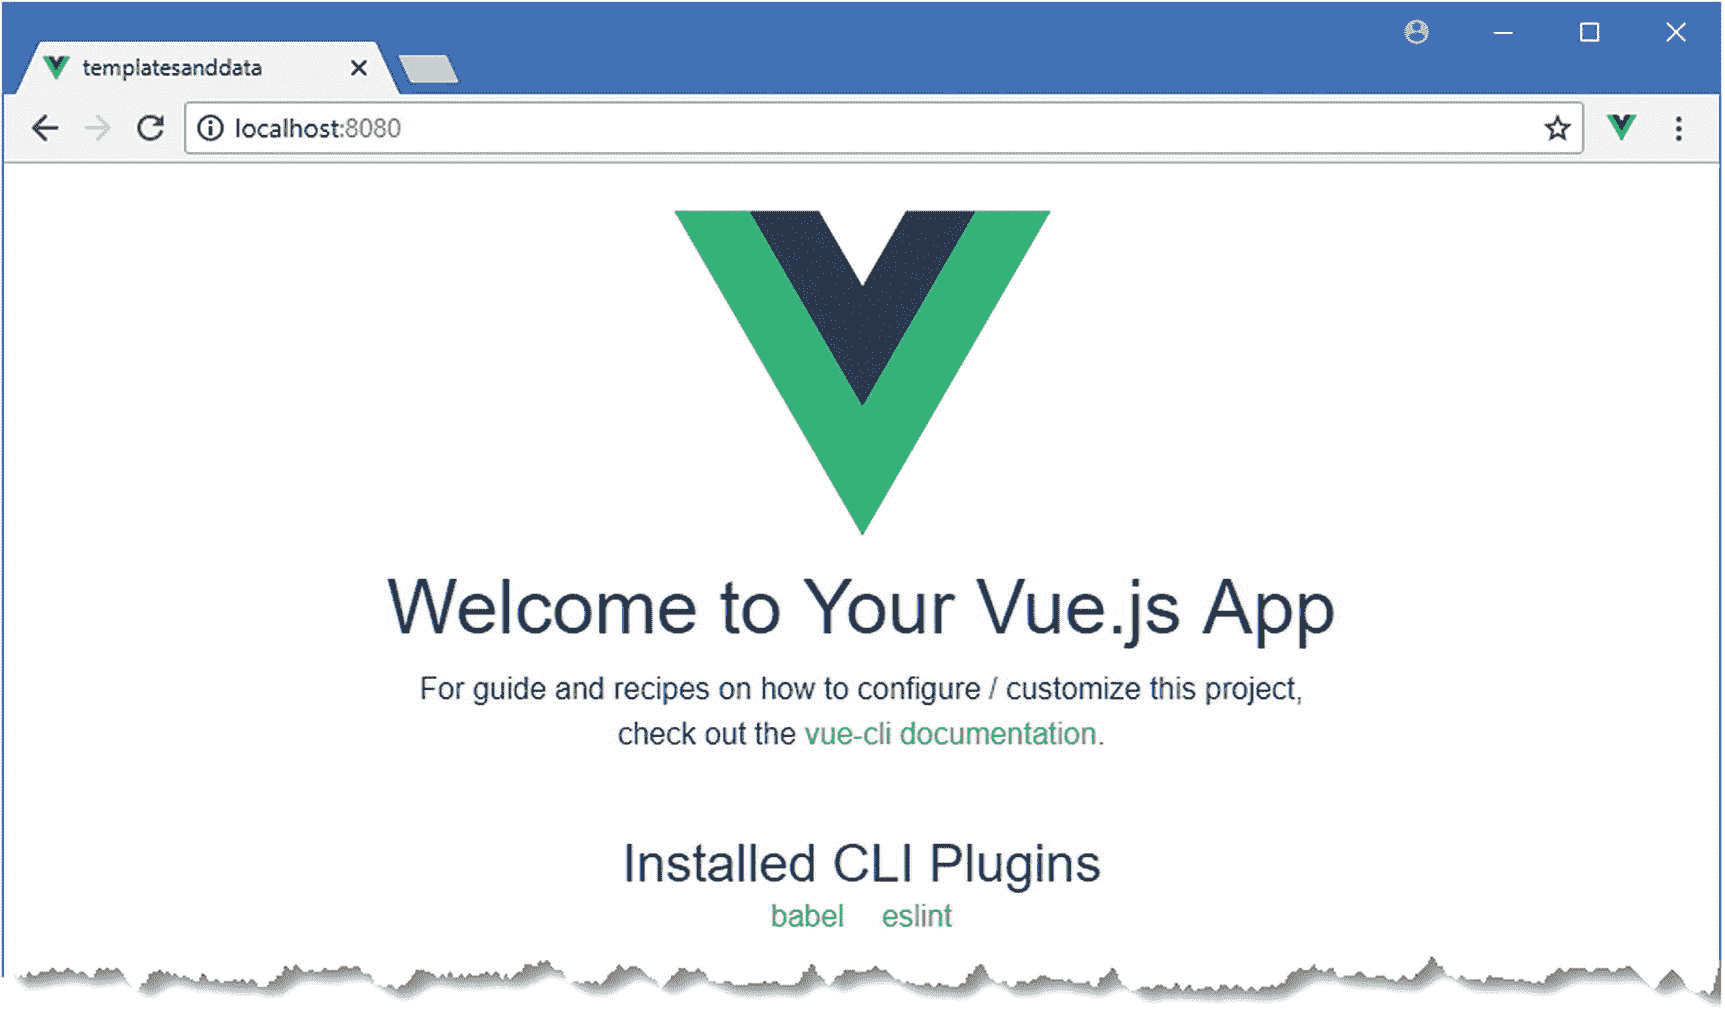 templatesanddata
localhost:8080
Welcome to Your Vue.js App
For guide and recipes on how to configure / customize this project,
check out the vue-cli documentation.
Installed CLI Plugins
babel eslint